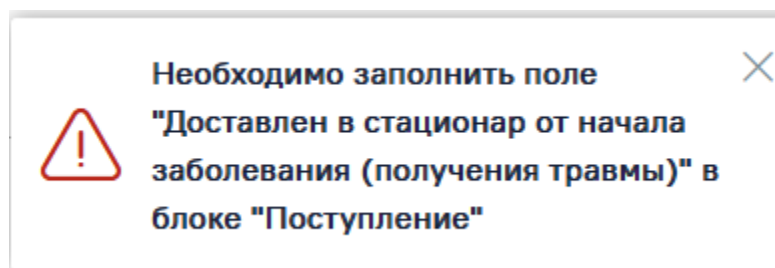 Необходимо заполнить поле
"Доставлен в стационар от начала
заболевания (получения травмы)" в
блоке "Поступление"